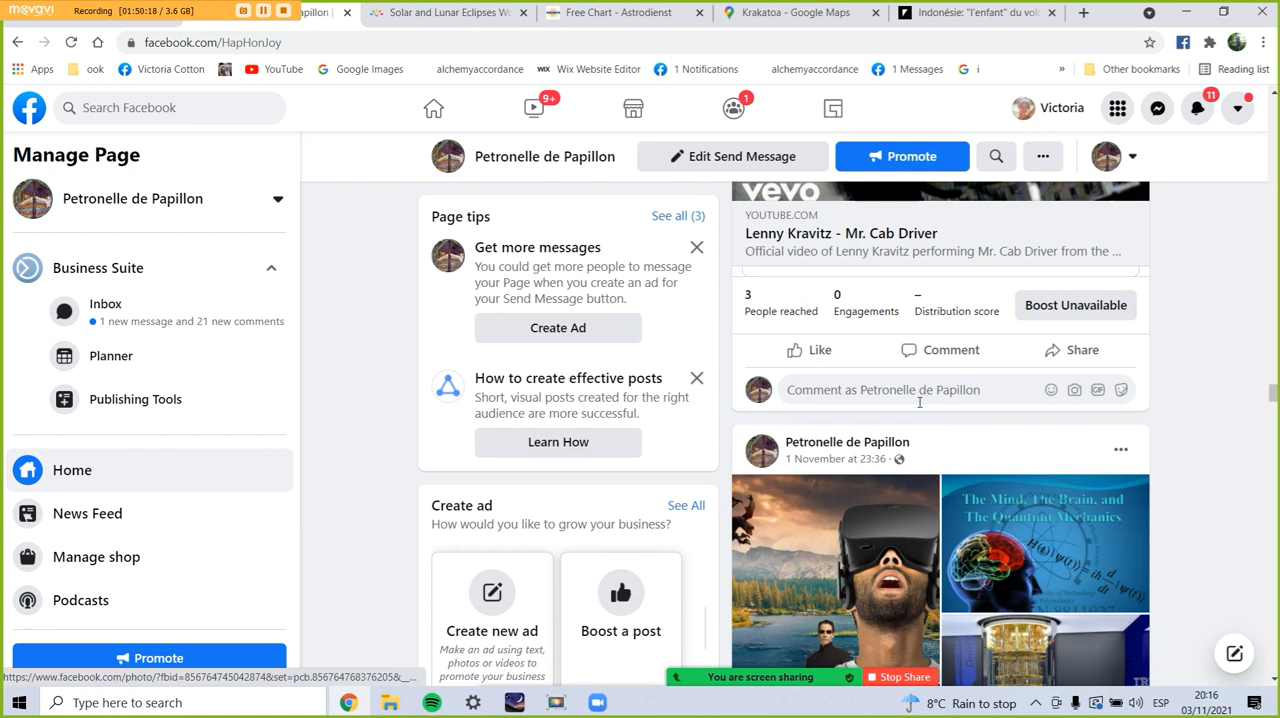 movavi Recording (01:50:18 / 3.6 GB)
apillon |
Solar and Lunar Eclipses Wo
Free Chart - Astrodienst
Krakatoa - Google Maps
Indonésie: "l'enfant" du vol
facebook.com/HapHonJoy
Apps ook Victoria Cotton YouTube Google Images alchemyaccordance WIX Wix Website Editor 1 Notifications alchemyaccordance 1 Messages i » Other bookmarks Reading list
Search Facebook
9+
1
Victoria
11
Manage Page
Petronelle de Papillon
Business Suite
Inbox
1 new message and 21 new comments
Planner
Publishing Tools
Home
News Feed
Manage shop
Podcasts
Promote
Petronelle de Papillon
Edit Send Message
Promote
Page tips
See all (3)
Get more messages
You could get more people to message
your Page when you create an ad for
your Send Message button.
Create Ad
How to create effective posts
Short, visual posts created for the right
audience are more successful.
Learn How
Create ad
See All
How would you like to grow your business?
Create new ad
Make an ad using text,
photos or videos to
promote your business
Boost a post
vevo
YOUTUBE.COM
Lenny Kravitz - Mr. Cab Driver
Official video of Lenny Kravitz performing Mr. Cab Driver from the ...
3
People reached
0
Engagements
–
Distribution score
Boost Unavailable
Like
Comment
Share
Comment as Petronelle de Papillon
GIF
Petronelle de Papillon
1 November at 23:36 ·
The Mind, The Brain, and
The Quantum Mechanics
https://www.facebook.com/photo/?fbid=856764745042874&set=pcb.856764768376205&__...
You are screen sharing
Stop Share
Type here to search
8°C Rain to stop
ESP
20:16
03/11/2021